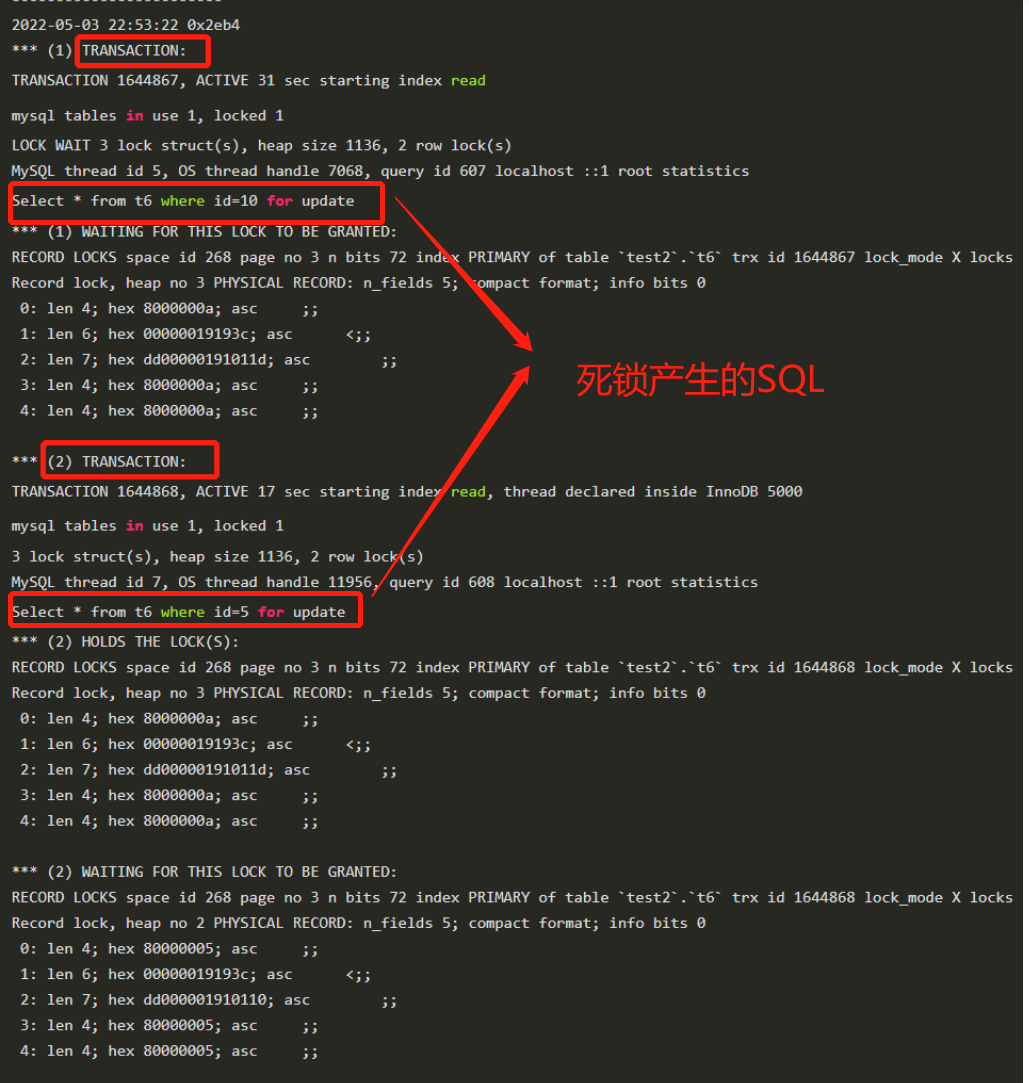 2022-05-03 22:53:22 0x2eb4
*** (1) TRANSACTION:
TRANSACTION 1644867, ACTIVE 31 sec starting index read
mysql tables in use 1, locked 1
LOCK WAIT 3 lock struct(s), heap size 1136, 2 row lock(s)
MySQL thread id 5, OS thread handle 7068, query id 607 localhost ::1 root statistics
Select * from t6 where id=10 for update
*** (1) WAITING FOR THIS LOCK TO BE GRANTED:
RECORD LOCKS space id 268 page no 3 n bits 72 index PRIMARY of table `test2`.`t6` trx id 1644867 lock_mode X locks
Record lock, heap no 3 PHYSICAL RECORD: n_fields 5; compact format; info bits 0
0: len 4; hex 8000000a; asc ;;
1: len 6; hex 00000019193c; asc <;;
2: len 7; hex dd00000191011d; asc ;;
3: len 4; hex 8000000a; asc ;;
4: len 4; hex 8000000a; asc ;;
死锁产生的SQL
*** (2) TRANSACTION:
TRANSACTION 1644868, ACTIVE 17 sec starting index read, thread declared inside InnoDB 5000
mysql tables in use 1, locked 1
3 lock struct(s), heap size 1136, 2 row lock(s)
MySQL thread id 7, OS thread handle 11956, query id 608 localhost ::1 root statistics
Select * from t6 where id=5 for update
*** (2) HOLDS THE LOCK(S):
RECORD LOCKS space id 268 page no 3 n bits 72 index PRIMARY of table `test2`.`t6` trx id 1644868 lock_mode X locks
Record lock, heap no 3 PHYSICAL RECORD: n_fields 5; compact format; info bits 0
0: len 4; hex 8000000a; asc ;;
1: len 6; hex 00000019193c; asc <;;
2: len 7; hex dd00000191011d; asc ;;
3: len 4; hex 8000000a; asc ;;
4: len 4; hex 8000000a; asc ;;
*** (2) WAITING FOR THIS LOCK TO BE GRANTED:
RECORD LOCKS space id 268 page no 3 n bits 72 index PRIMARY of table `test2`.`t6` trx id 1644868 lock_mode X locks
Record lock, heap no 2 PHYSICAL RECORD: n_fields 5; compact format; info bits 0
0: len 4; hex 80000005; asc ;;
1: len 6; hex 00000019193c; asc <;;
2: len 7; hex dd000001910110; asc ;;
3: len 4; hex 80000005; asc ;;
4: len 4; hex 80000005; asc ;;